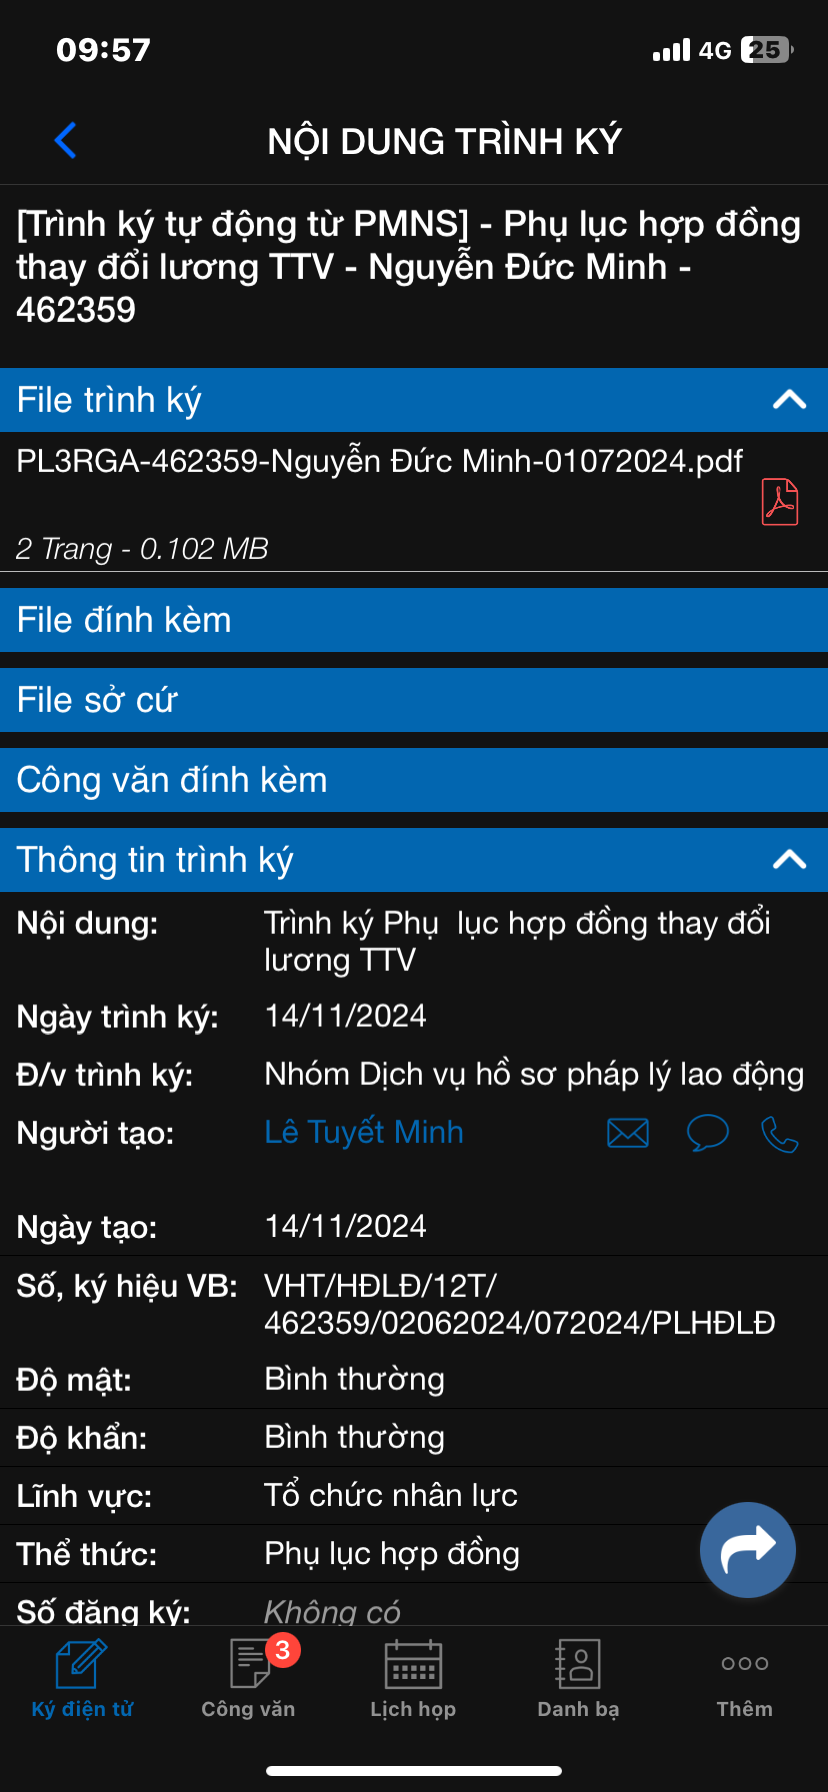 09:57
4G 25
NỘI DUNG TRÌNH KÝ
[Trình ký tự động từ PMNS] - Phụ lục hợp đồng
thay đổi lương TTV - Nguyễn Đức Minh -
462359
File trình ký
PL3RGA-462359-Nguyễn Đức Minh-01072024.pdf
2 Trang - 0.102 MB
File đính kèm
File sở cứ
Công văn đính kèm
Thông tin trình ký
Nội dung: Trình ký Phụ  lục hợp đồng thay đổi
lương TTV
Ngày trình ký: 14/11/2024
Đ/v trình ký: Nhóm Dịch vụ hồ sơ pháp lý lao động
Người tạo: Lê Tuyết Minh
Ngày tạo: 14/11/2024
Số, ký hiệu VB: VHT/HĐLĐ/12T/
462359/02062024/072024/PLHĐLĐ
Độ mật: Bình thường
Độ khẩn: Bình thường
Lĩnh vực: Tổ chức nhân lực
Thể thức: Phụ lục hợp đồng
Số đăng ký: Không có
3
Ký điện tử Công văn Lịch họp Danh bạ Thêm